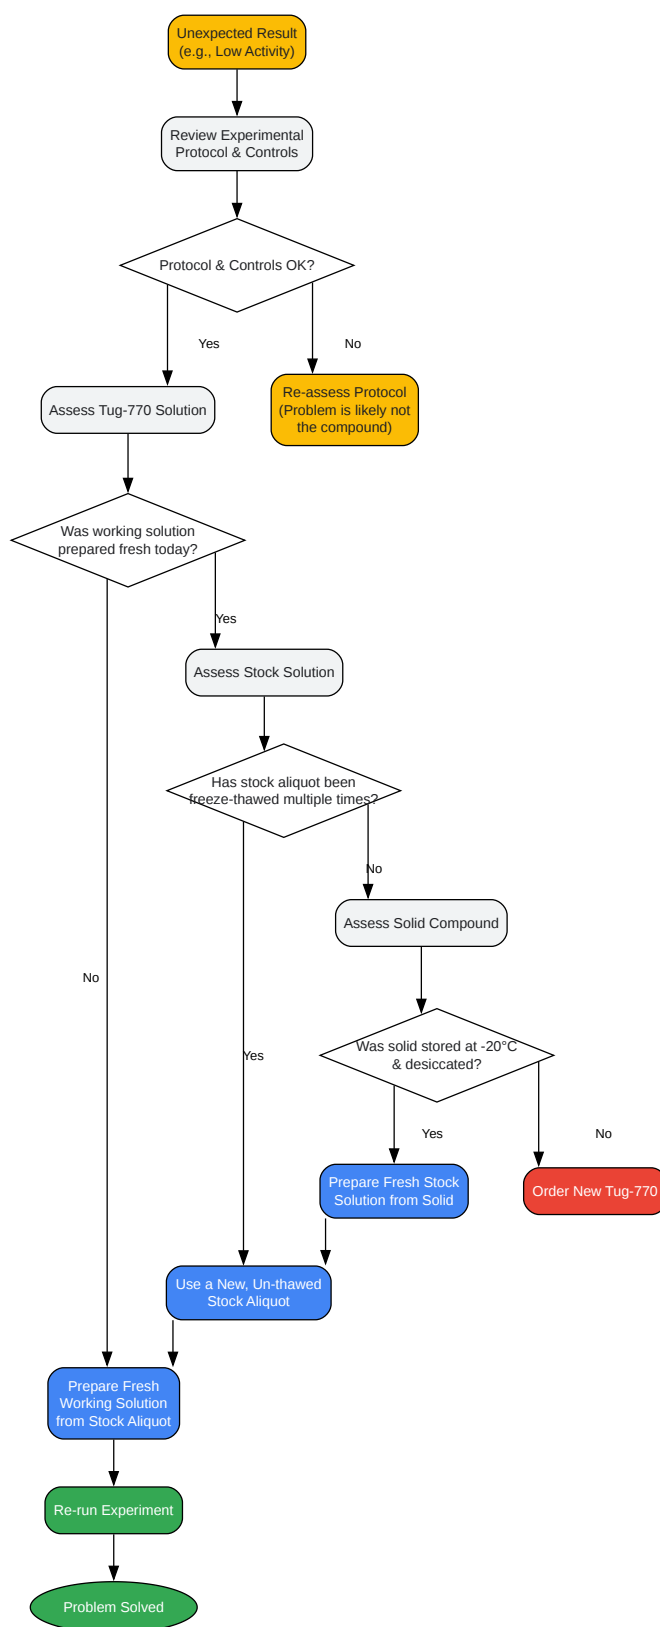 Unexpected Result
(e.g., Low Activity)
Review Experimental
Protocol & Controls
Protocol & Controls OK?
Yes
No
Re-assess Protocol
(Problem is likely not
the compound)
Assess Tug-770 Solution
Was working solution
prepared fresh today?
Yes
Assess Stock Solution
Has stock aliquot been
freeze-thawed multiple times?
No
Assess Solid Compound
No
Yes
Was solid stored at -20°C
& desiccated?
Yes
No
Prepare Fresh Stock
Solution from Solid
Order New Tug-770
Use a New, Un-thawed
Stock Aliquot
Prepare Fresh
Working Solution
from Stock Aliquot
Re-run Experiment
Problem Solved